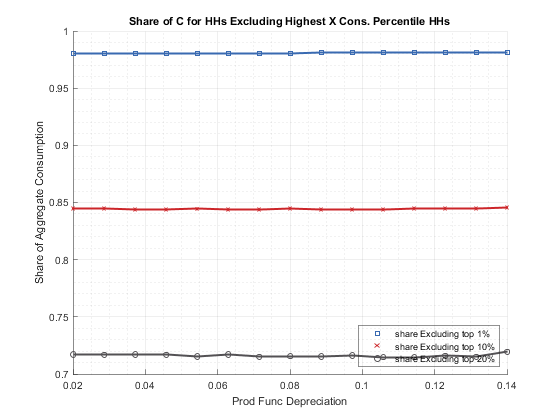 Share of C for HHs Excluding Highest X Cons. Percentile HHs
1
0.95
0.9
0.85
0.8
0.75
0.7
Share of Aggregate Consumption
share Excluding top 1%
share Excluding top 10%
share Excluding top 20%
0.02 0.04 0.06 0.08 0.1 0.12 0.14
Prod Func Depreciation